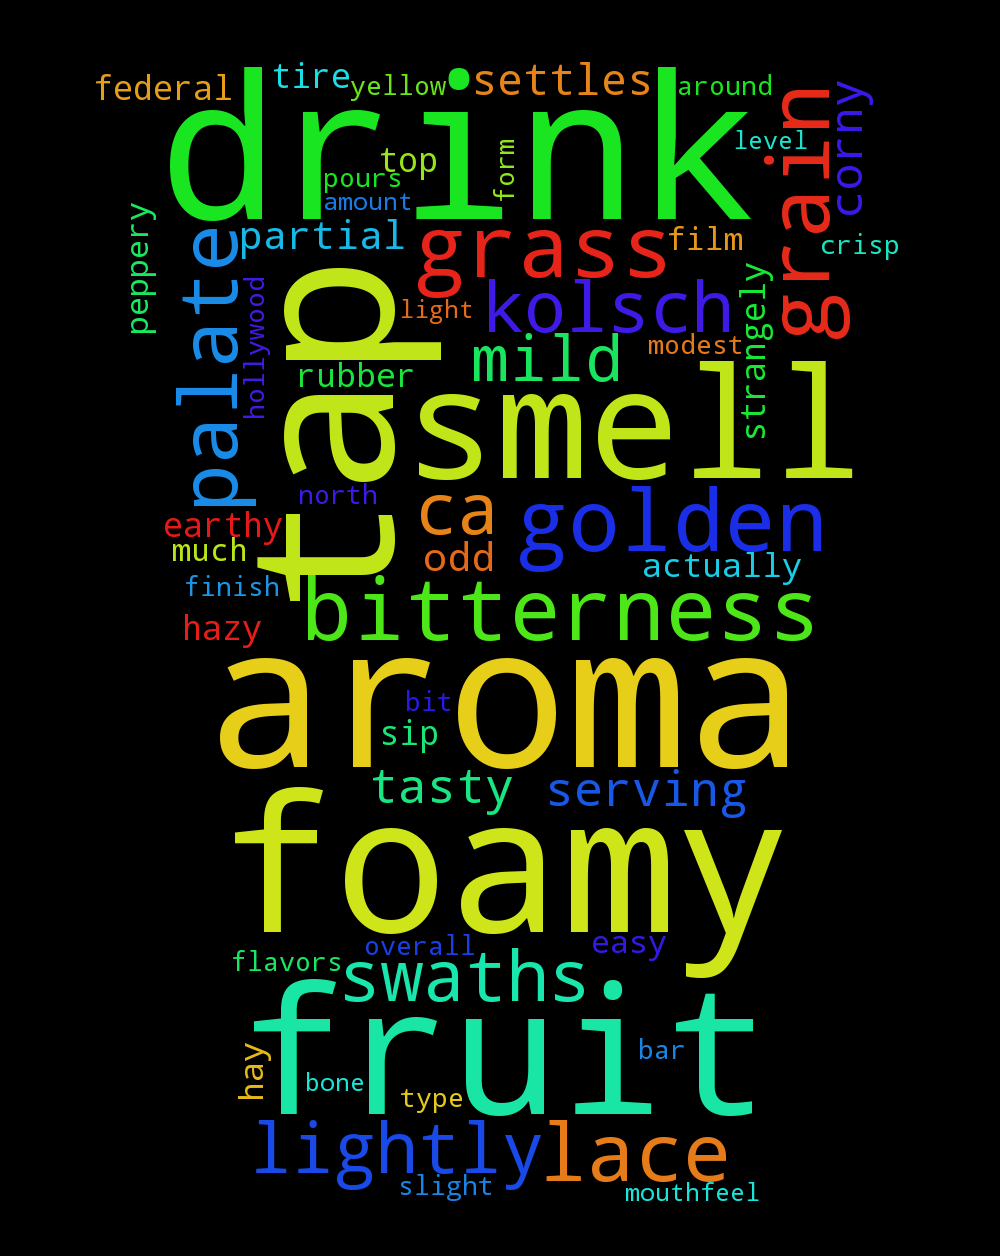 federal
tire
yellow
settles
around
drink
top
pours
amount
form
level
grain
corny
peppery
palate
partial
grass
film
crisp
hollywood
tap
light
kolsch
strangely
modest
mild
rubber
smell
north
ca
golden
earthy
much
odd
actually
finish
bitterness
hazy
aroma
bit
sip
tasty
serving
foamy
overall
easy
flavors
swaths
fruit
hay
bone
type
bar
lightly
lace
slight
mouthfeel